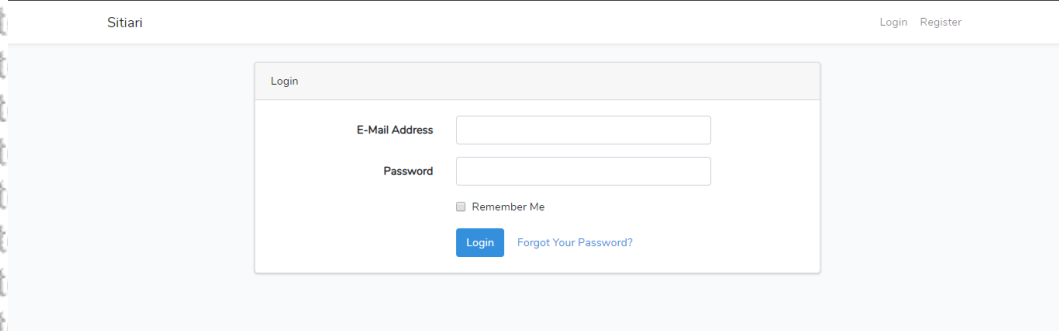 Sitiari
Login Register
Login
E-Mail Address
Password
Remember Me
Login Forgot Your Password?